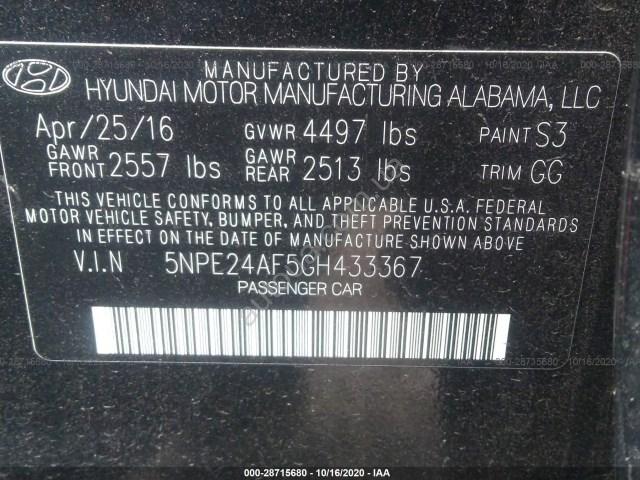 MANUFACTURED BY
HYUNDAI MOTOR MANUFACTURING ALABAMA, LLC
Apr/25/16 GVWR 4497 lbs PAINT S3
GAWR FRONT 2557 lbs GAWR REAR 2513 lbs TRIM GG
THIS VEHICLE CONFORMS TO ALL APPLICABLE U.S.A. FEDERAL
MOTOR VEHICLE SAFETY, BUMPER, AND THEFT PREVENTION STANDARDS
IN EFFECT ON THE DATE OF MANUFACTURE SHOWN ABOVE
V.I.N 5NPE24AF5GH433367
PASSENGER CAR
000-28715680 - 10/16/2020 - IAA